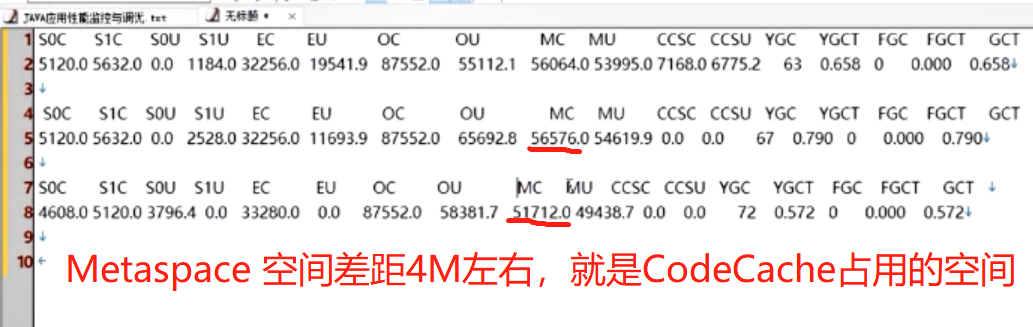 JAVA应用性能监控与调优.txt 无标题 * ×
1 S0C S1C S0U S1U EC EU OC OU MC MU CCSC CCSU YGC YGCT FGC FGCT GCT
2 5120.0 5632.0 0.0 1184.0 32256.0 19541.9 87552.0 55112.1 56064.0 53995.0 7168.0 6775.2 63 0.658 0 0.000 0.658↓
3 ↓
4 S0C S1C S0U S1U EC EU OC OU MC MU CCSC CCSU YGC YGCT FGC FGCT GCT
5 5120.0 5632.0 0.0 2528.0 32256.0 11693.9 87552.0 65692.8 56576.0 54619.9 0.0 0.0 67 0.790 0 0.000 0.790↓
6 ↓
7 S0C S1C S0U S1U EC EU OC OU MC MU CCSC CCSU YGC YGCT FGC FGCT GCT ↓
8 4608.0 5120.0 3796.4 0.0 33280.0 0.0 87552.0 58381.7 51712.0 49438.7 0.0 0.0 72 0.572 0 0.000 0.572↓
9 ↓
10 ←
Metaspace 空间差距4M左右，就是CodeCache占用的空间